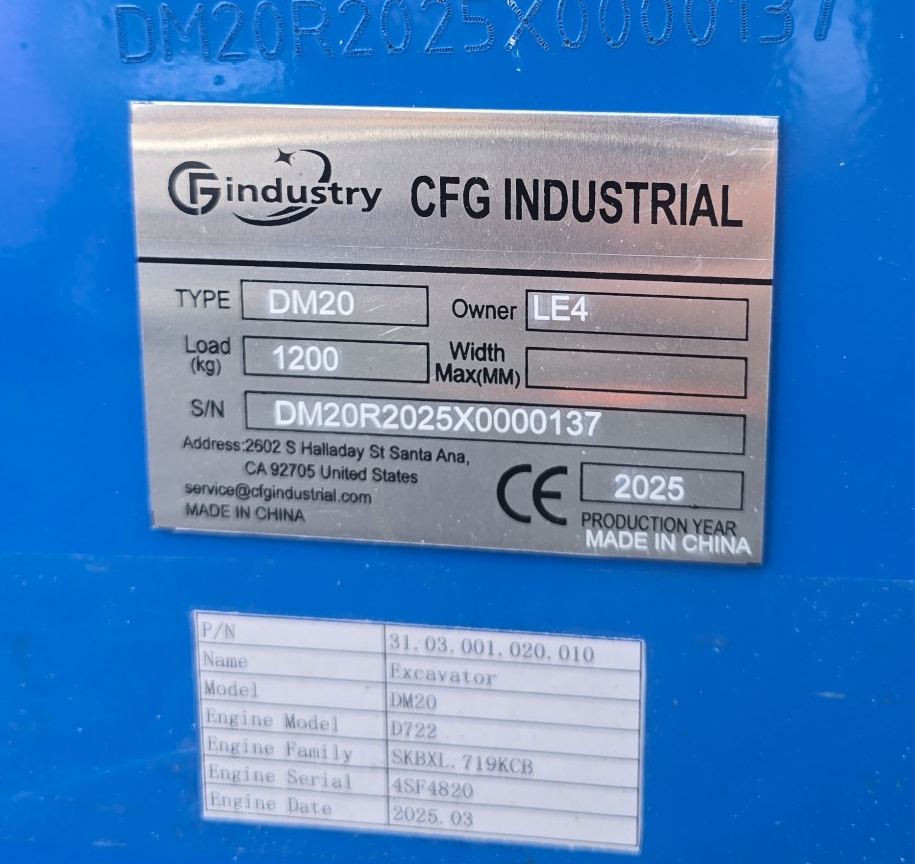 DM20R2025X0000137
CFG industry CFG INDUSTRIAL
TYPE DM20 Owner LE4
Load (kg) 1200 Width Max(MM)
S/N DM20R2025X0000137
Address:2602 S Halladay St Santa Ana,
CA 92705 United States
service@cfgindustrial.com
MADE IN CHINA
CE 2025
PRODUCTION YEAR
MADE IN CHINA
P/N 31.03.001.020.010
Name Excavator
Model DM20
Engine Model D722
Engine Family SKBXL.719KCB
Engine Serial 4SF4820
Engine Date 2025.03